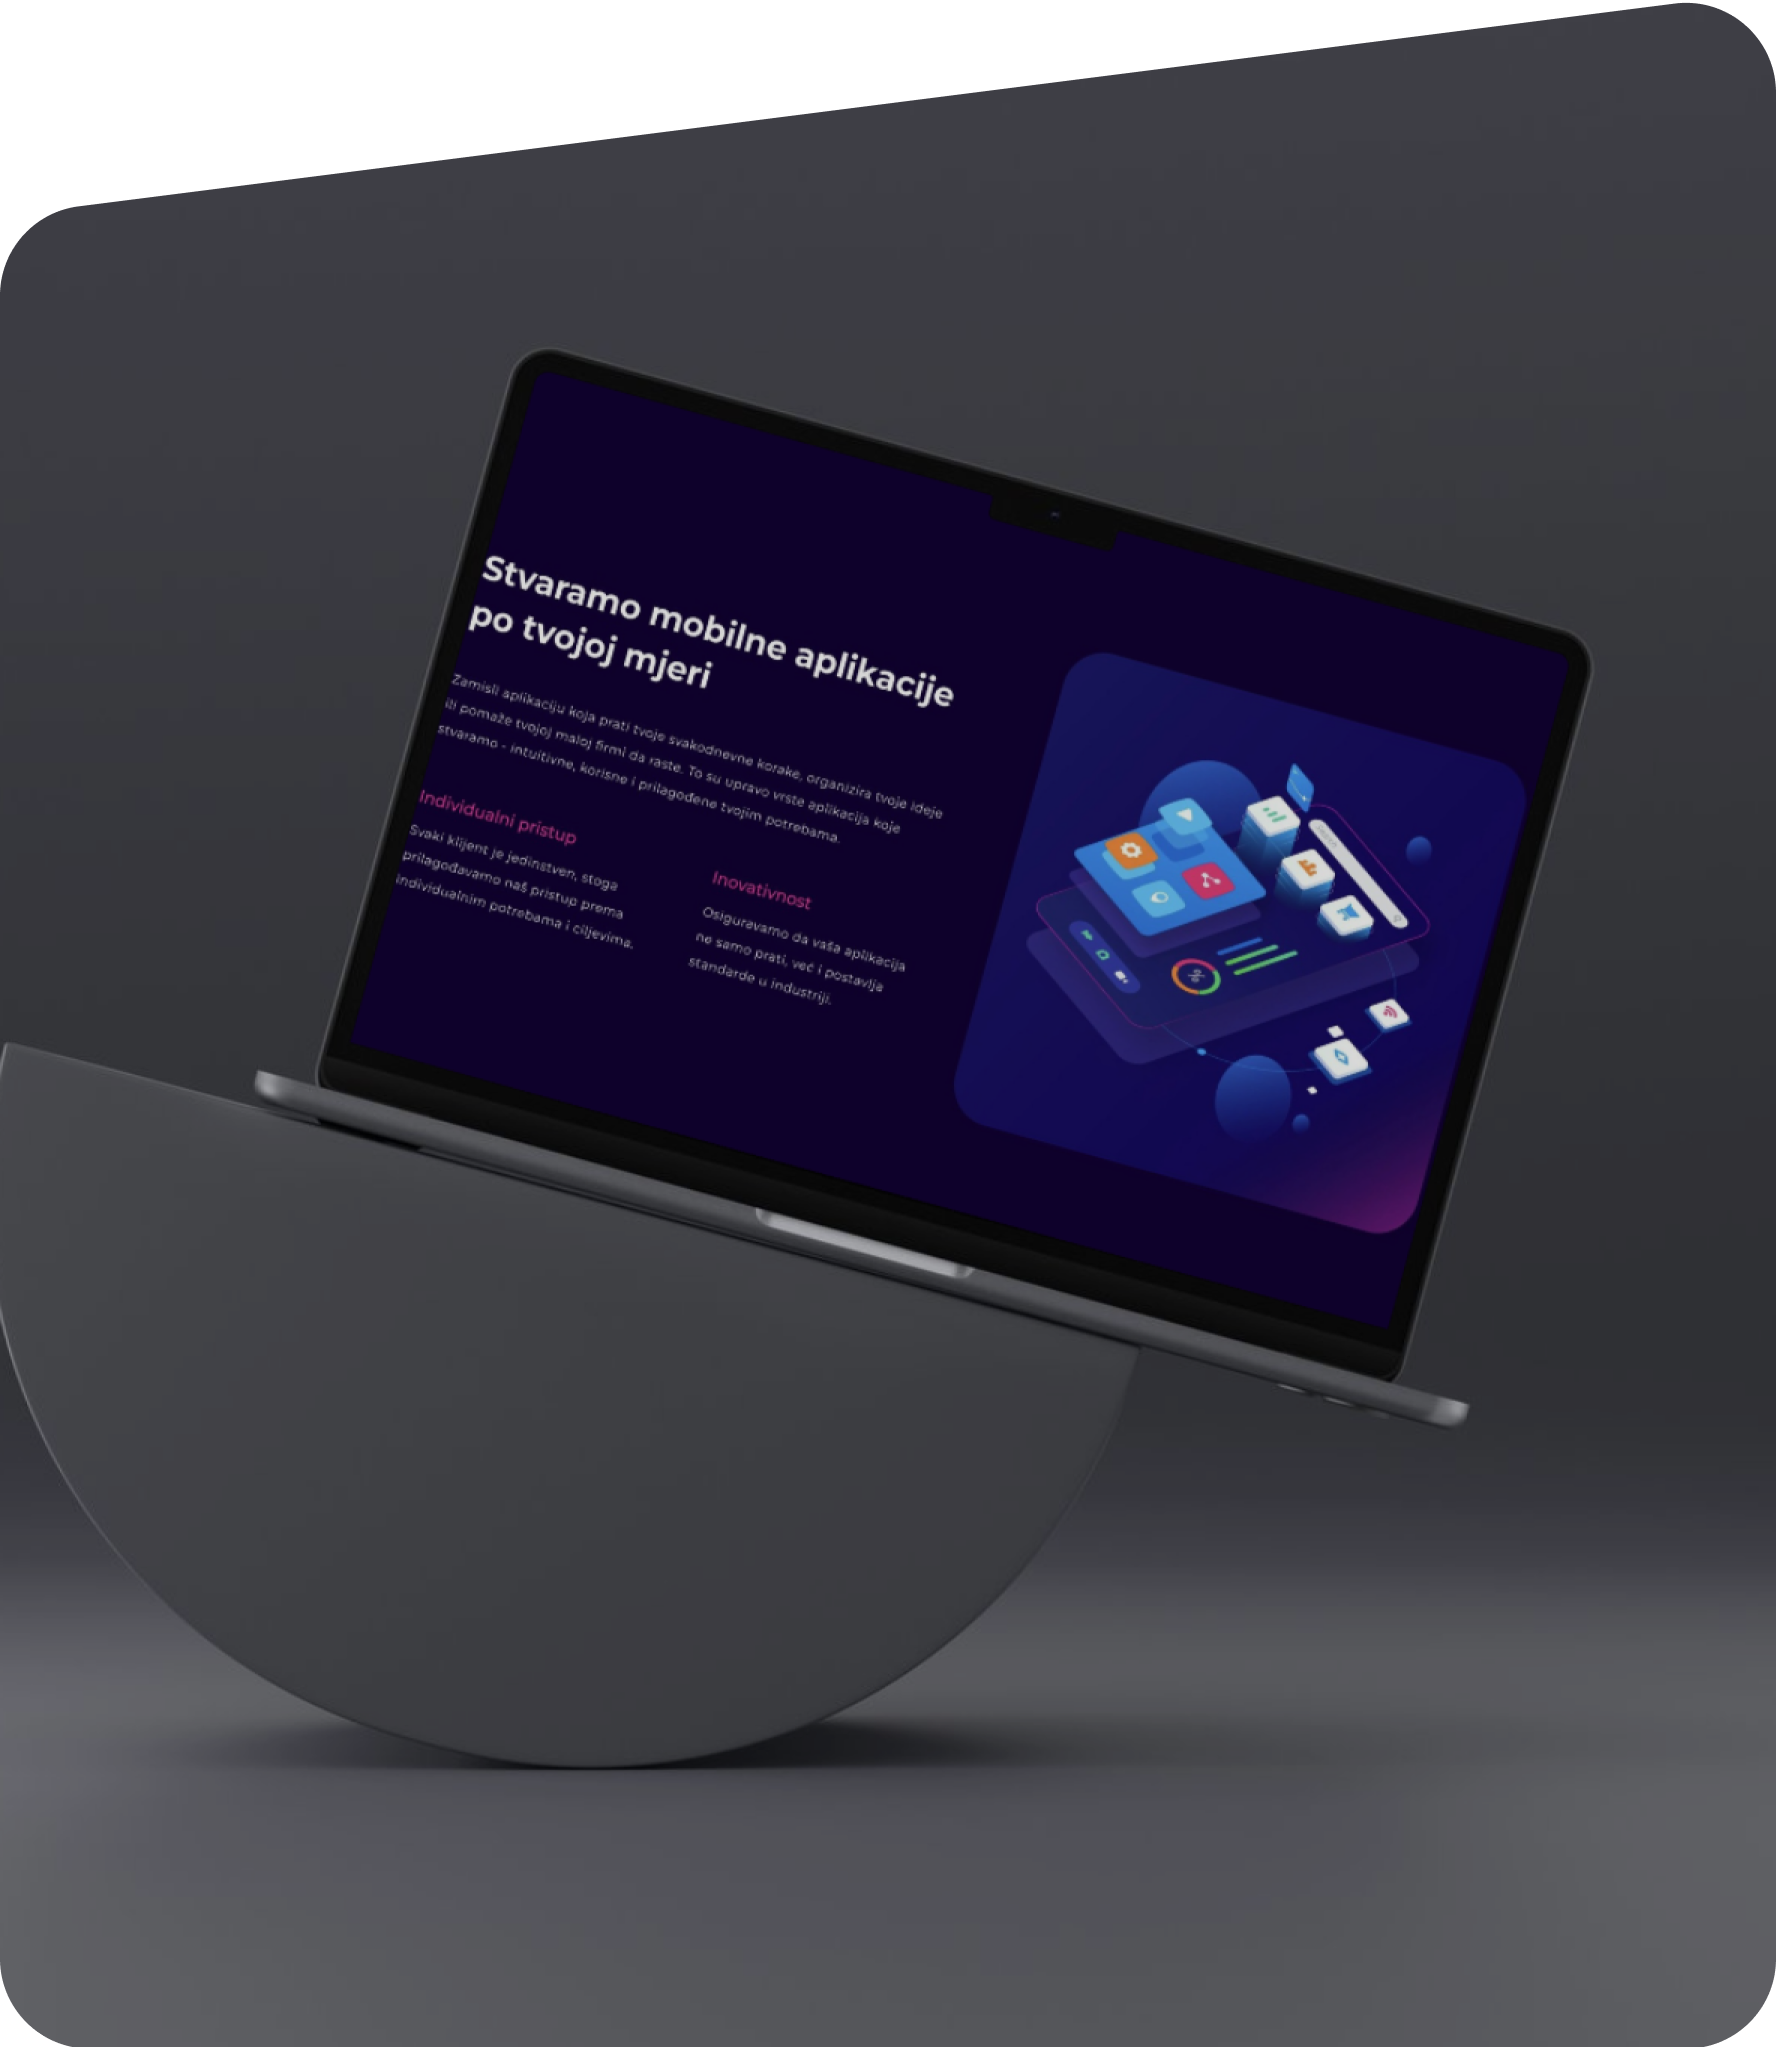 Stvaramo mobilne aplikacije
po tvojoj mjeri
Zamisli aplikaciju koja prati tvoje svakodnevne korake, organizira tvoje ideje
ili pomaže tvojoj maloj firmi da raste. To su upravo vrste aplikacija koje
stvaramo - intuitivne, korisne i prilagođene tvojim potrebama.
Individualni pristup
Svaki klijent je jedinstven, stoga
prilagođavamo naš pristup prema
individualnim potrebama i ciljevima.
Inovativnost
Osiguravamo da vaša aplikacija
ne samo prati, već i postavlja
standarde u industriji.
%